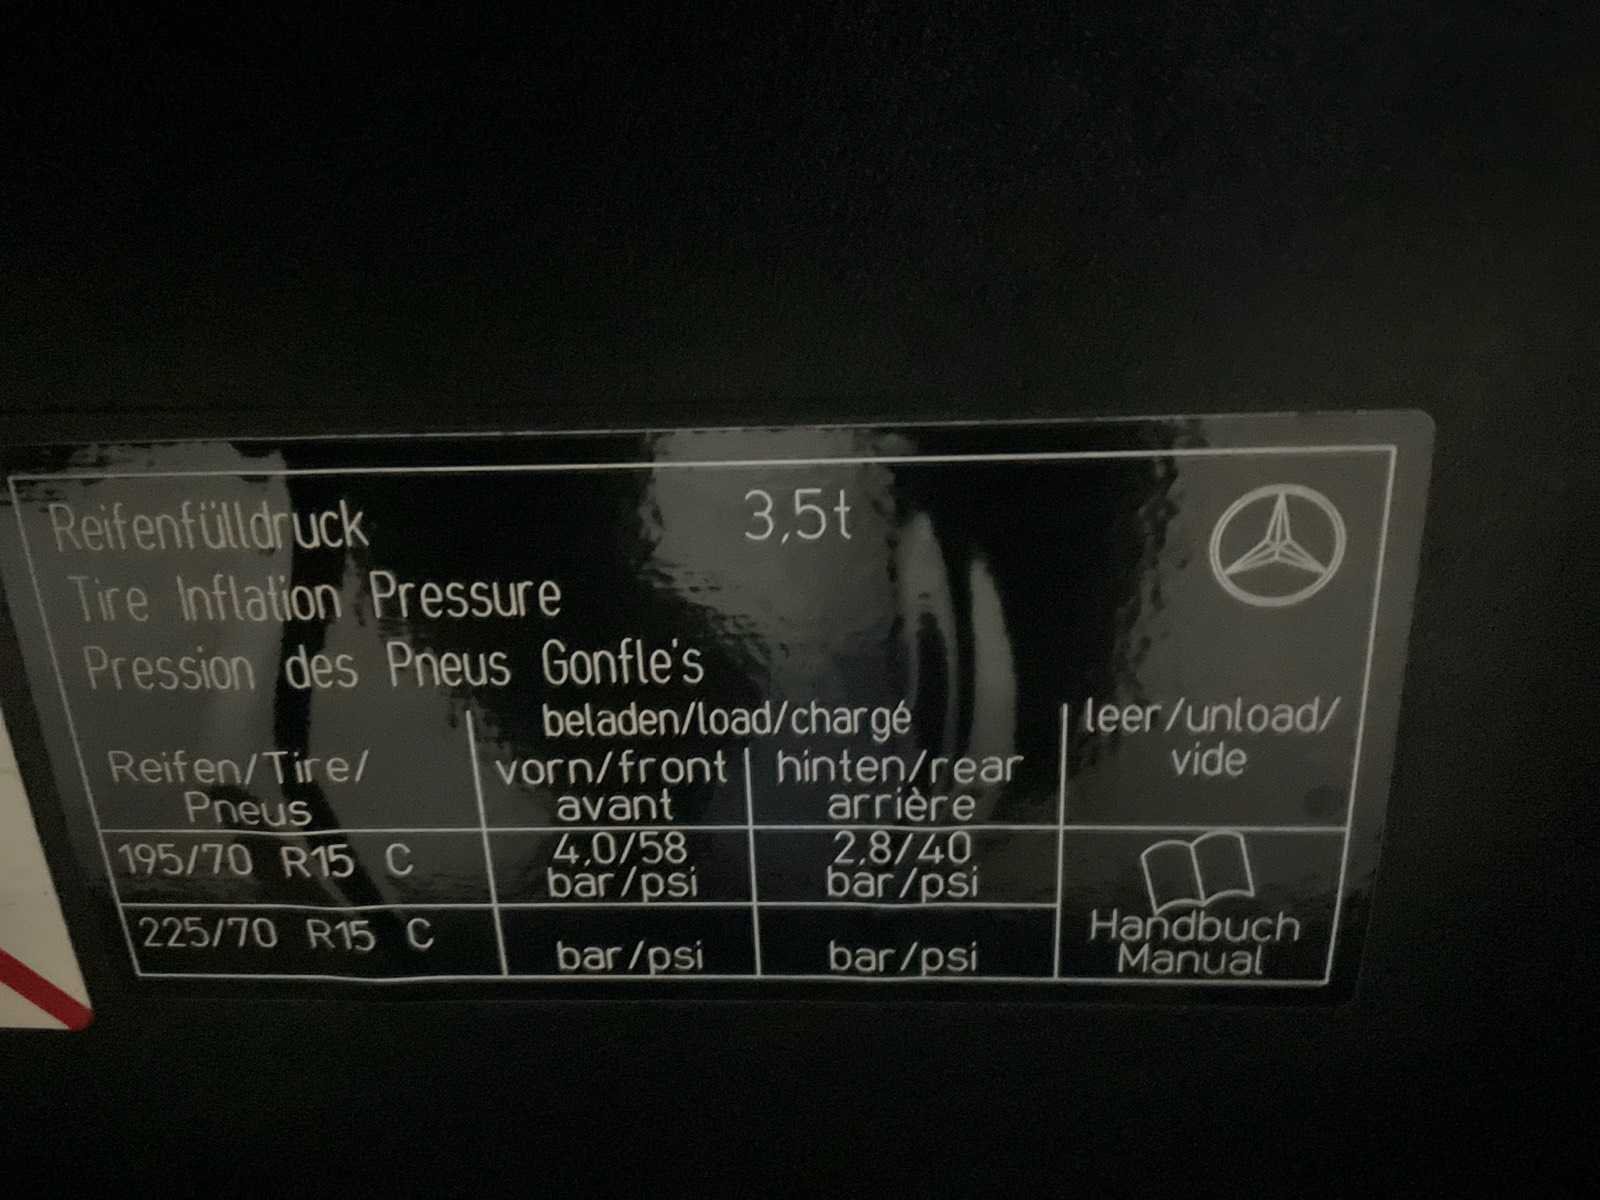 Reifenfülldruck 3,5t
Tire Inflation Pressure
Pression des Pneus Gonfle's
beladen/load/chargé leer/unload/
Reifen/Tire/ vorn/front hinten/rear vide
Pneus avant arrière
195/70 R15 C 4,0/58 2,8/40
bar/psi bar/psi
225/70 R15 C bar/psi bar/psi Handbuch
Manual